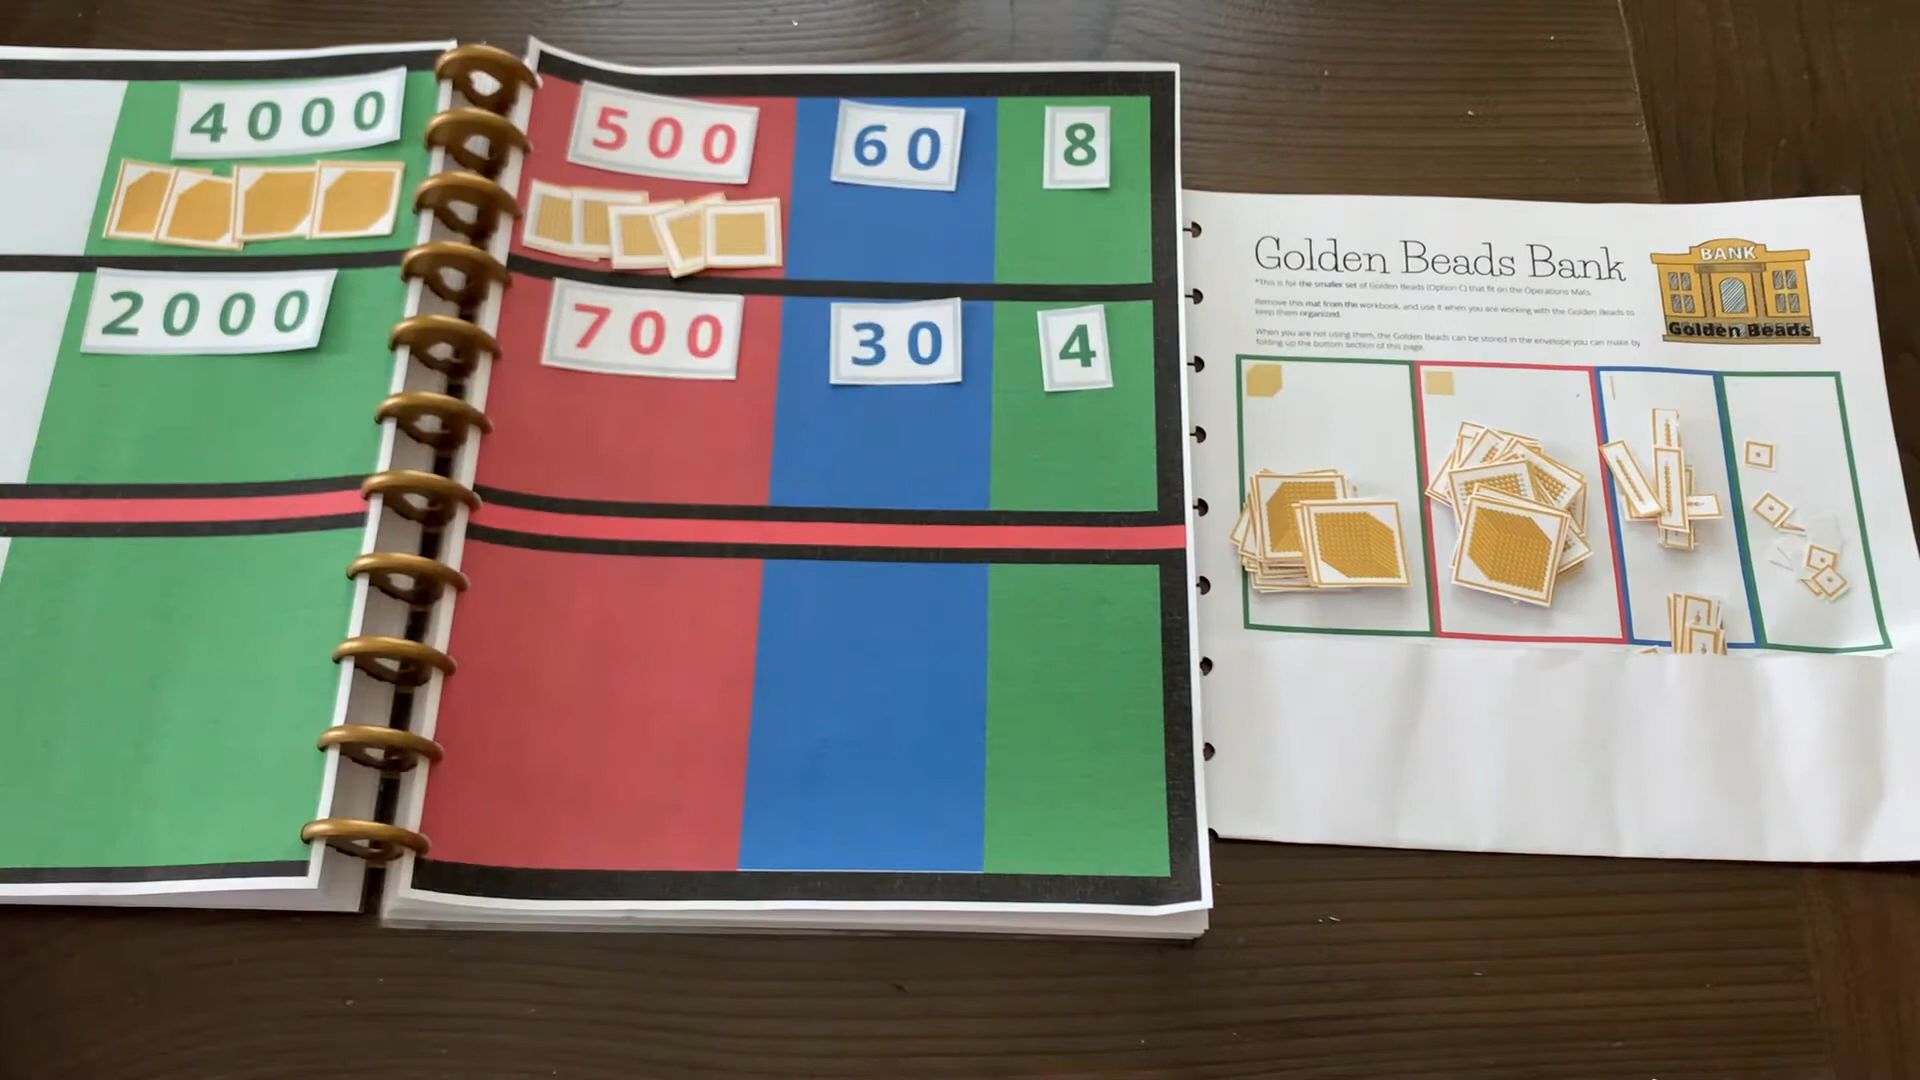 4000 500 60 8
2000 700 30 4
Golden Beads Bank
*This is for the smaller set of Golden Beads (Option C) that fit on the Operations Mats.
Remove this mat from the workbook, and use it when you are working with the Golden Beads to
keep them organized.
When you are not using them, the Golden Beads can be stored in the envelope you can make by
folding up the bottom section of this page.
BANK
Golden Beads